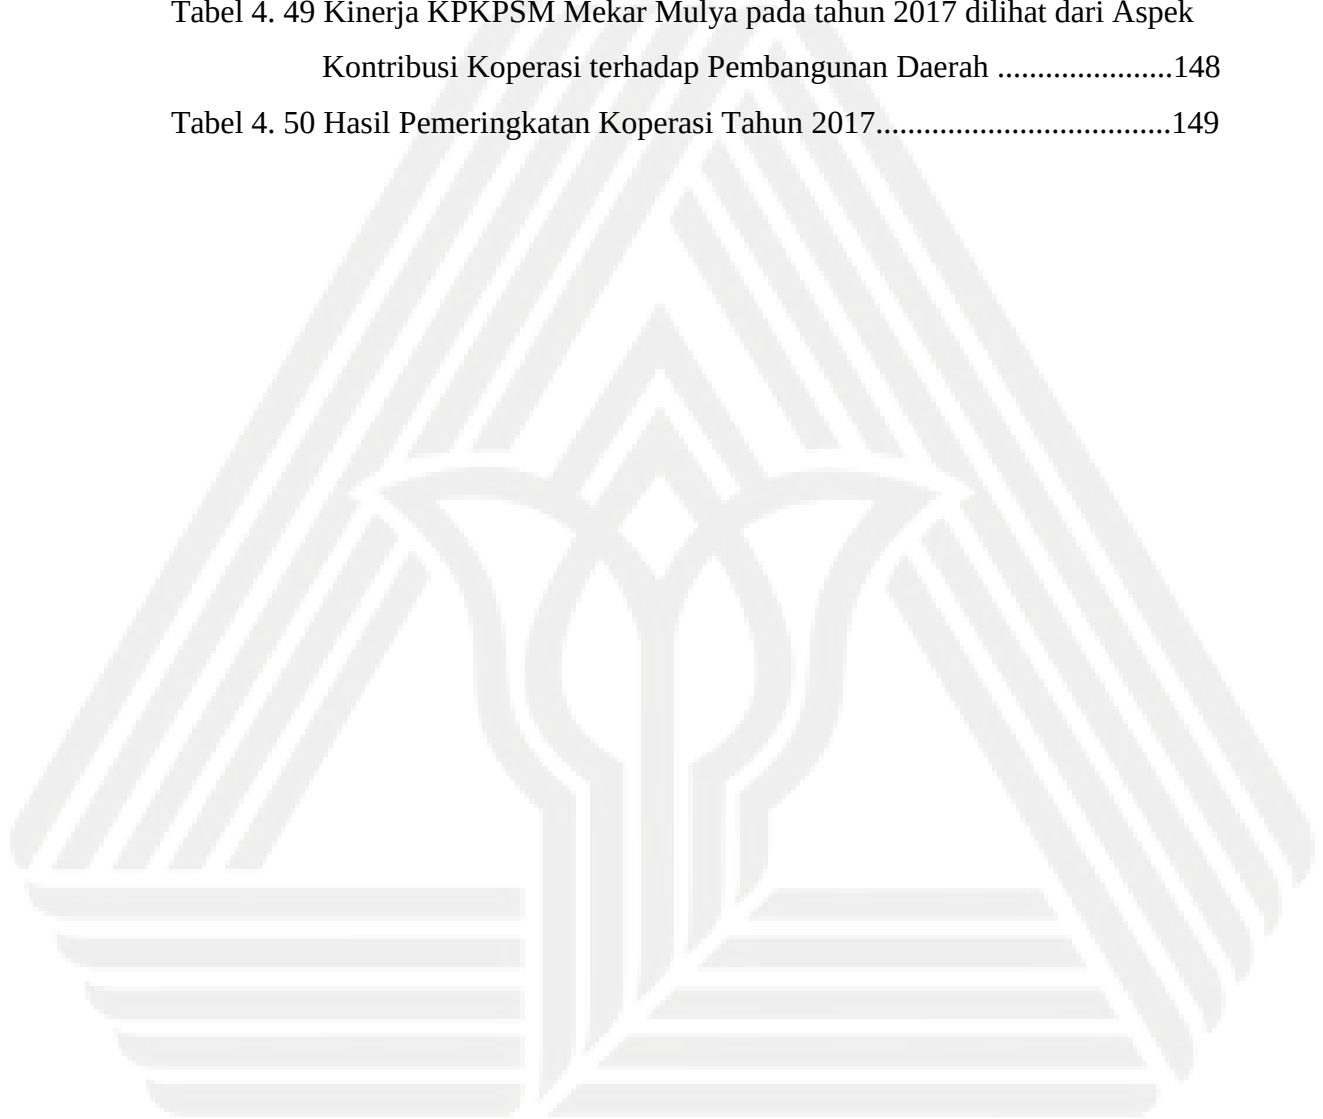 Tabel 4. 49 Kinerja KPKPSM Mekar Mulya pada tahun 2017 dilihat dari Aspek
Kontribusi Koperasi terhadap Pembangunan Daerah ......................148
Tabel 4. 50 Hasil Pemeringkatan Koperasi Tahun 2017.....................................149